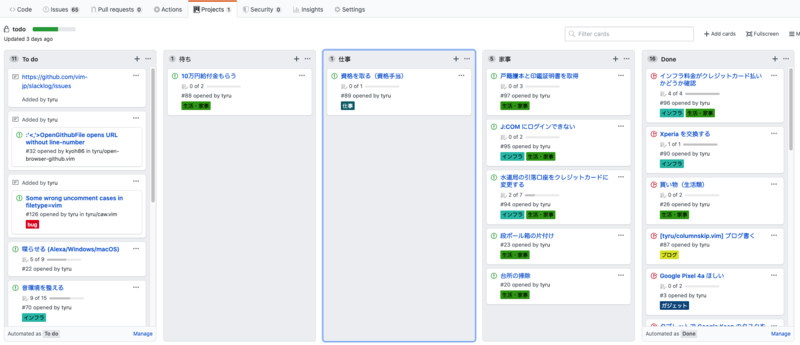 Code
Issues 65
Pull requests 0
Actions
Projects 1
Security 0
Insights
Settings
todo
Updated 3 days ago
Filter cards
Add cards
Fullscreen
M
11 To do
https://github.com/vim-
jp/slacklog/issues
Added by tyru
Added by tyru
:'<,'>OpenGithubFile opens URL
without line-number
#32 opened by kyoh86 in tyru/open-
browser-github.vim
Added by tyru
Some wrong uncomment cases in
filetype=vim
#126 opened by tyru in tyru/caw.vim
bug
喋らせる (Alexa/Windows/macOS)
5 of 9
#22 opened by tyru
音環境を整える
9 of 15
#70 opened by tyru
インフラ
Automated as To do
Manage
1 待ち
10万円給付金もらう
0 of 2
#88 opened by tyru
生活・家事
1 仕事
資格を取る（資格手当）
0 of 1
#89 opened by tyru
仕事
5 家事
戸籍謄本と印鑑証明書を取得
0 of 3
#97 opened by tyru
生活・家事
J:COM にログインできない
0 of 2
#95 opened by tyru
インフラ 生活・家事
水道局の引落口座をクレジットカードに
変更する
2 of 7
#94 opened by tyru
インフラ 生活・家事
段ボール箱の片付け
#23 opened by tyru
生活・家事
台所の掃除
#20 opened by tyru
生活・家事
16 Done
インフラ料金がクレジットカード払い
かどうか確認
4 of 4
#96 opened by tyru
インフラ 生活・家事
Xperia を交換する
1 of 1
#90 opened by tyru
インフラ
買い物（生活類）
0 of 2
#26 opened by tyru
生活・家事
[tyru/columnskip.vim] ブログ書く
#87 opened by tyru
ブログ
Google Pixel 4a ほしい
0 of 2
#3 opened by tyru
ガジェット
Automated as Done
Manage